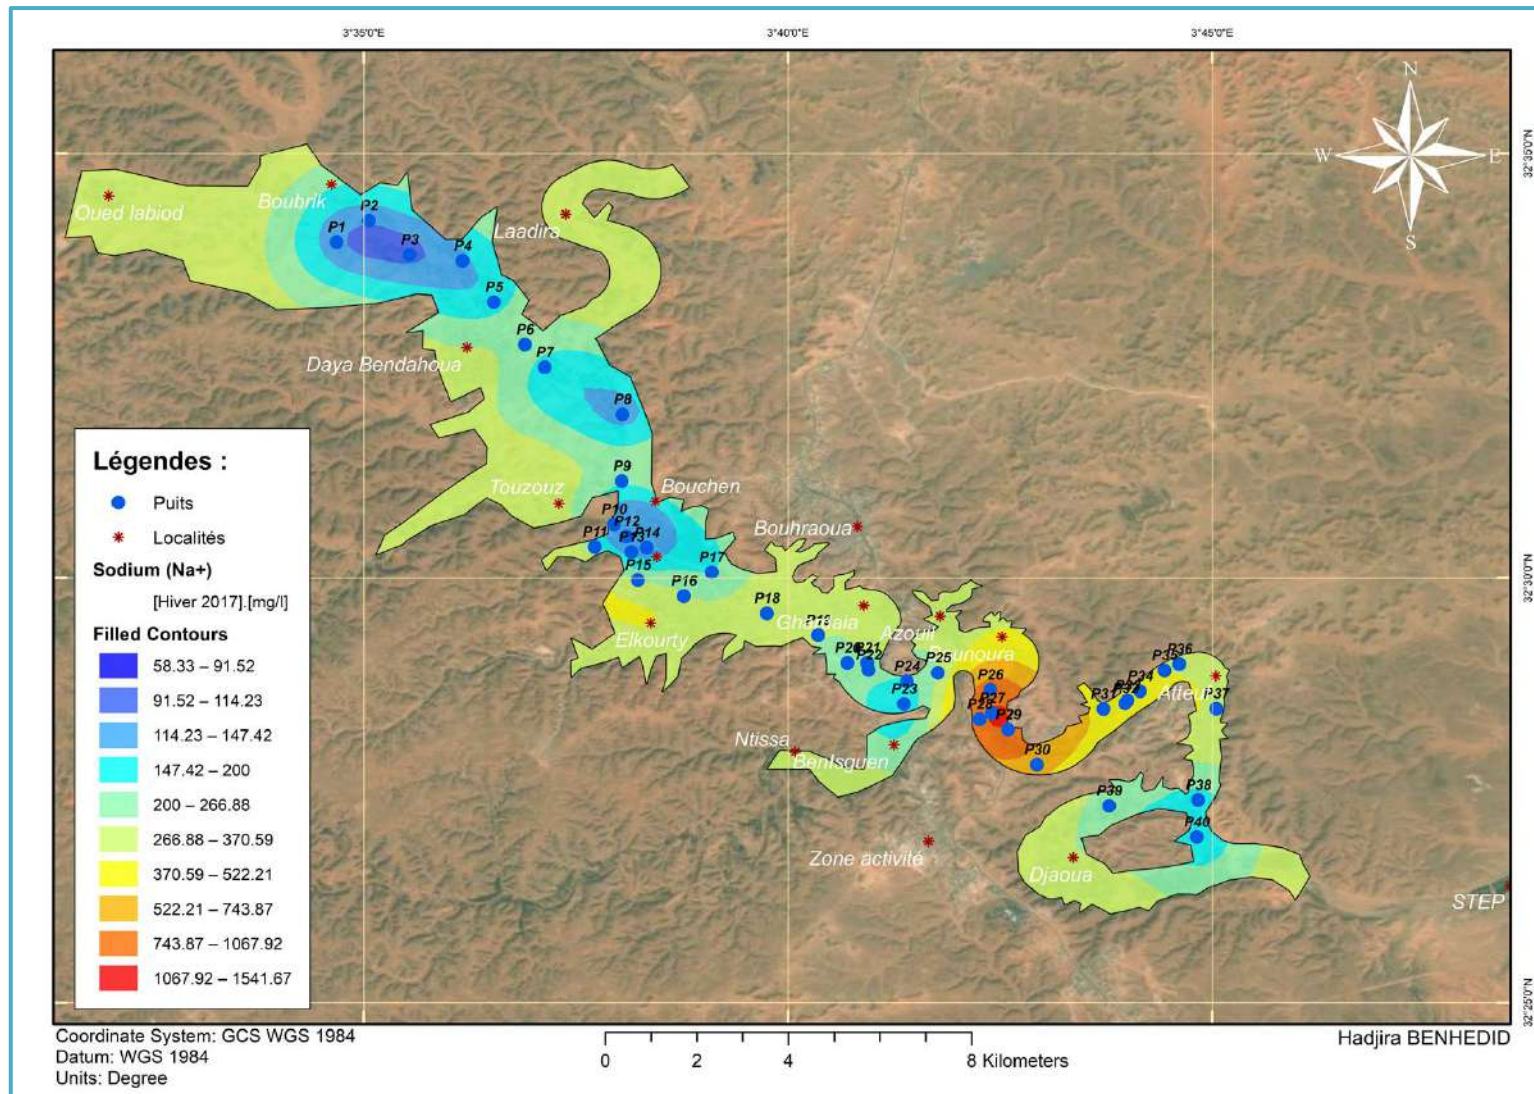 3°35'0"E
3°40'0"E
3°45'0"E
N
W
E
S
32°35'0"N
32°30'0"N
32°25'0"N
Oued labiod
Boubrik
P2
P1
P3
P4
Laadira
P5
P6
P7
Daya Bendahoua
P8
P9
Touzouz
Bouchen
P10
P12
P11
P13
P14
Bouhraoua
P15
P16
P17
P18
Elkourty
Azouil
P20
P21
P22
P24
P25
P23
P26
P27
P28
P29
P30
P31
P34
P35
P36
P37
Ntissa
BenIsguen
P39
P38
P40
Zone activité
Djaoua
STEP
Légendes :
Puits
Localités
Sodium (Na+)
[Hiver 2017].[mg/l]
Filled Contours
58.33 – 91.52
91.52 – 114.23
114.23 – 147.42
147.42 – 200
200 – 266.88
266.88 – 370.59
370.59 – 522.21
522.21 – 743.87
743.87 – 1067.92
1067.92 – 1541.67
Coordinate System: GCS WGS 1984
Datum: WGS 1984
Units: Degree
0 2 4 8 Kilometers
Hadjira BENHEDID